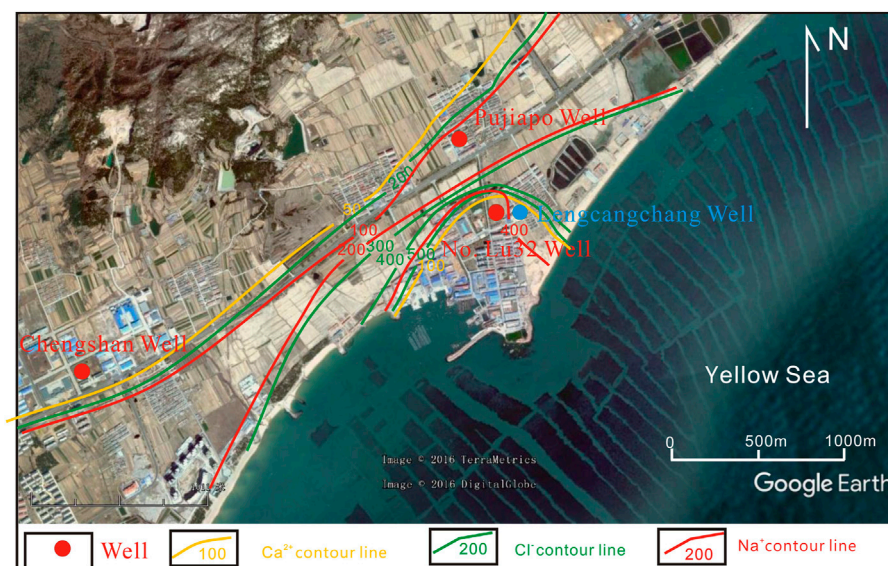 N
Pujiapo Well
200
50
Lengcangchang Well
100
100
200
300
400
500
No. Lu32 Well
100
Chengshan Well
Yellow Sea
0 500m 1000m
Image © 2016 TerraMetrics
Image © 2016 DigitalGlobe
Google Earth
Well
100
Ca²⁺ contour line
200
Cl⁻ contour line
200
Na⁺ contour line